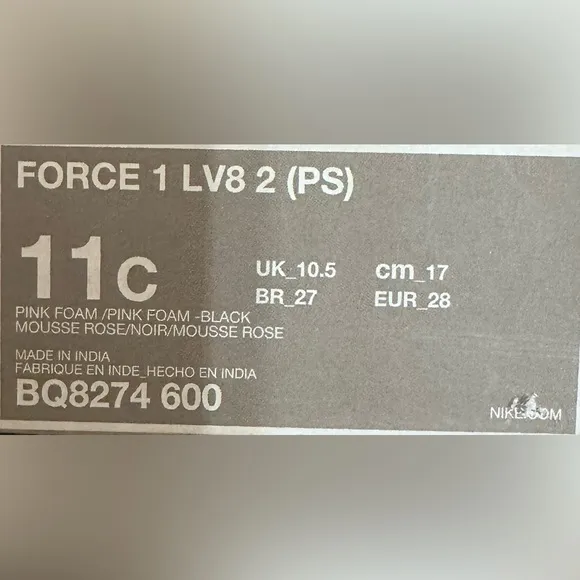 FORCE 1 LV8 2 (PS)
11c
UK_10.5 cm_17
BR_27 EUR_28
PINK FOAM /PINK FOAM -BLACK
MOUSSE ROSE/NOIR/MOUSSE ROSE
MADE IN INDIA
FABRIQUE EN INDE_HECHO EN INDIA
BQ8274 600
NIKE.COM